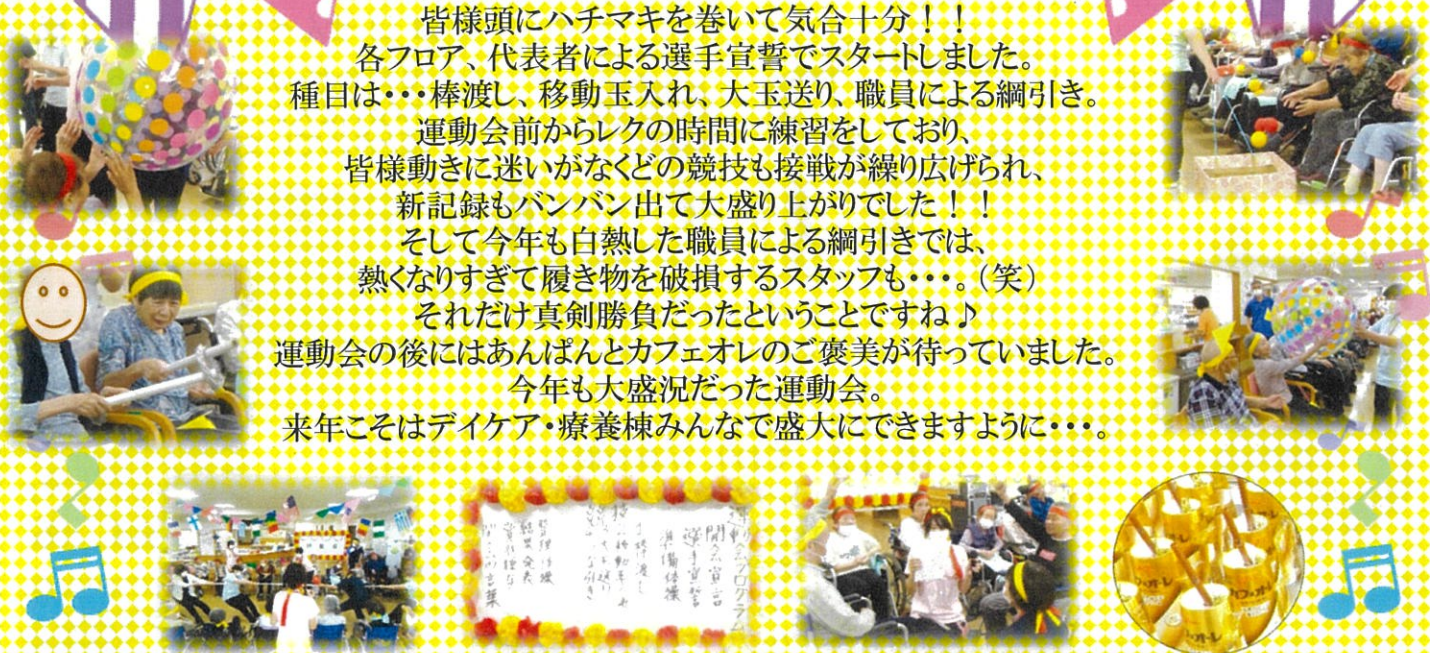 皆様頭にハチマキを巻いて気合十分！！
各フロア、代表者による選手宣誓でスタートしました。
種目は・・・棒渡し、移動玉入れ、大玉送り、職員による綱引き。
運動会前からレクの時間に練習をしており、
皆様動きに迷いがなくどの競技も接戦が繰り広げられ、
新記録もバンバン出て大盛り上がりでした！！
そして今年も白熱した職員による綱引きでは、
熱くなりすぎて履き物を破損するスタッフも・・・。（笑）
それだけ真剣勝負だったということですね♪
運動会の後にはあんぱんとカフェオレのご褒美が待っていました。
今年も大盛況だった運動会。
来年こそはデイケア・療養棟みんなで盛大にできますように・・・。
運動会プログラム
開会宣言
選手宣誓
準備体操
整理体操
結果発表
カフェオーレ